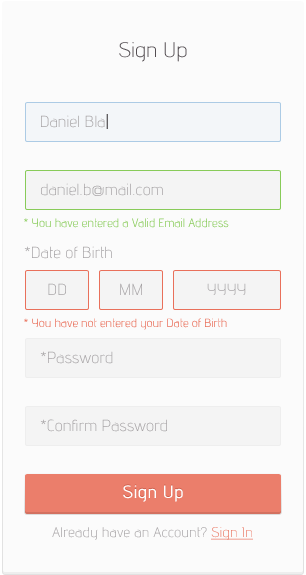 Sign Up
Daniel Bla
daniel.b@mail.com
* You have entered a Valid Email Address
*Date of Birth
DD MM YYYY
* You have not entered your Date of Birth
*Password
*Confirm Password
Sign Up
Already have an Account? Sign In